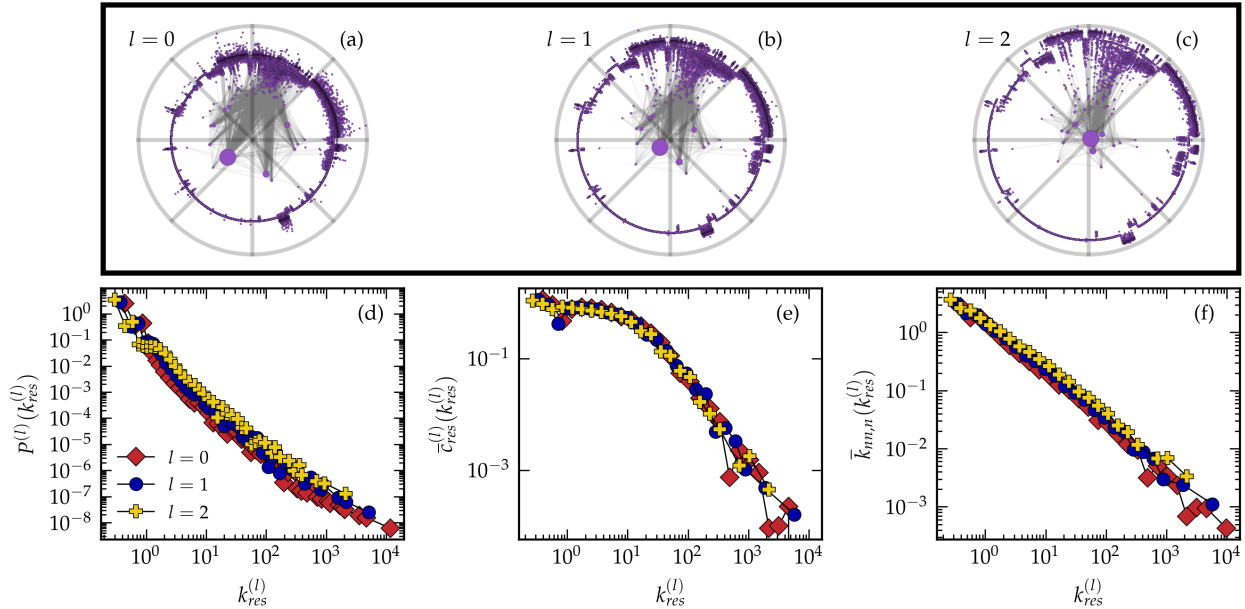 l = 0 (a) l = 1 (b) l = 2 (c)
P^{(l)}(k_{res}^{(l)})
10^0
10^{-1}
10^{-2}
10^{-3}
10^{-4}
10^{-5}
10^{-6}
10^{-7}
10^{-8}
(d)
l = 0
l = 1
l = 2
10^0 10^1 10^2 10^3 10^4
k_{res}^{(l)}
\overline{c}_{res}^{(l)}(k_{res}^{(l)})
10^{-1}
10^{-3}
(e)
10^0 10^1 10^2 10^3 10^4
k_{res}^{(l)}
\overline{k}_{nn,n}(k_{res}^{(l)})
10^0
10^{-1}
10^{-2}
10^{-3}
(f)
10^0 10^1 10^2 10^3 10^4
k_{res}^{(l)}